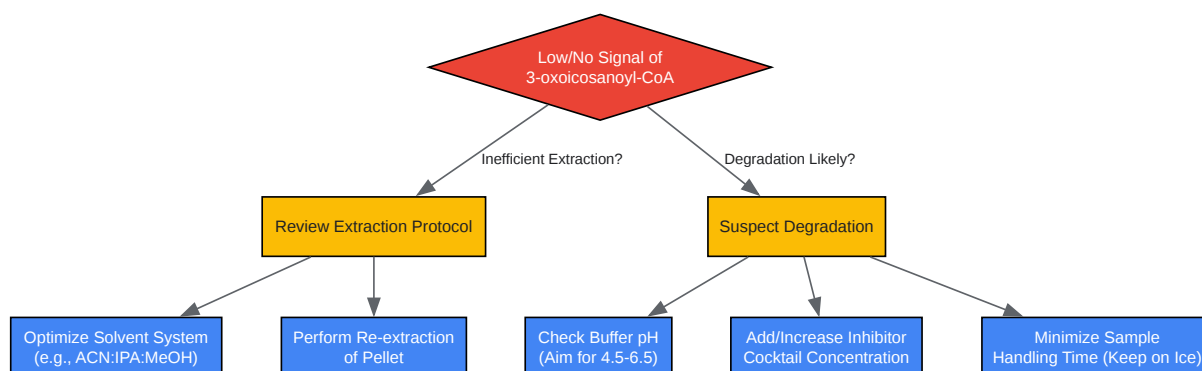 Low/No Signal of
3-oxoicosanoyl-CoA
Inefficient Extraction?
Degradation Likely?
Review Extraction Protocol
Suspect Degradation
Optimize Solvent System
(e.g., ACN:IPA:MeOH)
Perform Re-extraction
of Pellet
Check Buffer pH
(Aim for 4.5-6.5)
Add/Increase Inhibitor
Cocktail Concentration
Minimize Sample
Handling Time (Keep on Ice)